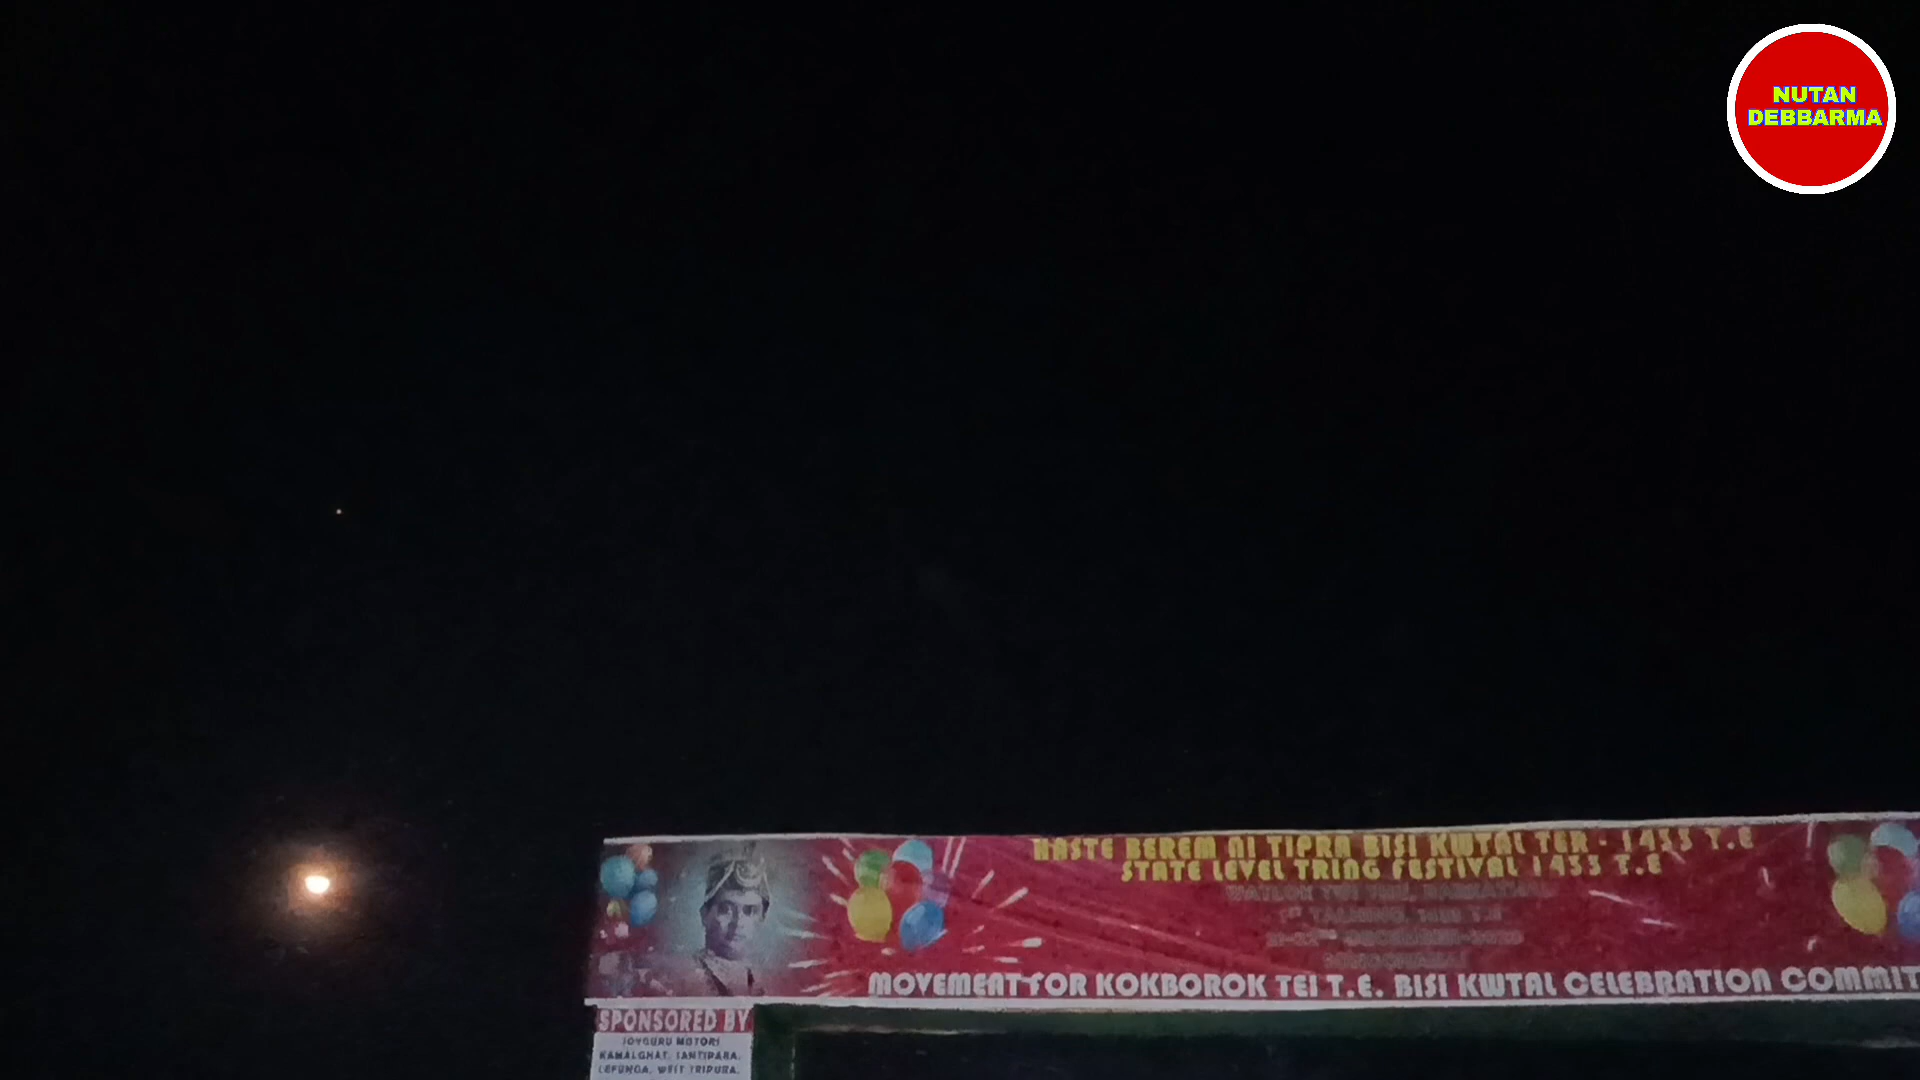 NUTAN
DEBBARMA
HASTE BEREM NI TIPRA BISI KWTAL TER - 1433 T.E
STATE LEVEL TRING FESTIVAL 1433 T.E
MOVEMENT FOR KOKBOROK TEI T.E. BISI KWTAL CELEBRATION COMMIT
SPONSORED BY
JOYGURU MOTORS
KAMALGHAT, TANTIPARA,
LEFUNGA, WEST TRIPURA.